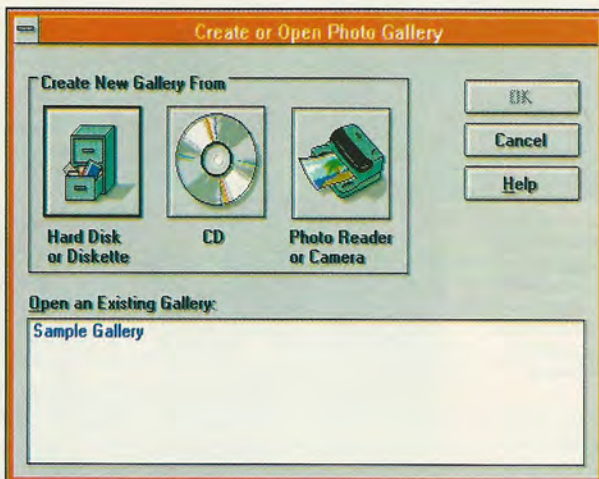 Create or Open Photo Gallery
Create New Gallery From
OK
Cancel
Help
Hard Disk
or Diskette
CD
Photo Reader
or Camera
Open an Existing Gallery:
Sample Gallery